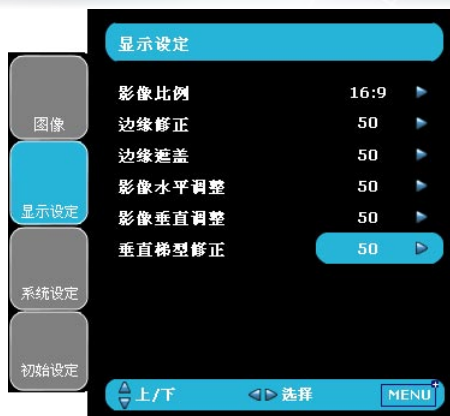 显示设定
影像比例 16:9
边缘修正 50
边缘遮盖 50
影像水平调整 50
影像垂直调整 50
垂直梯型修正 50
图像
显示设定
系统设定
初始设定
上/下 选择 MENU